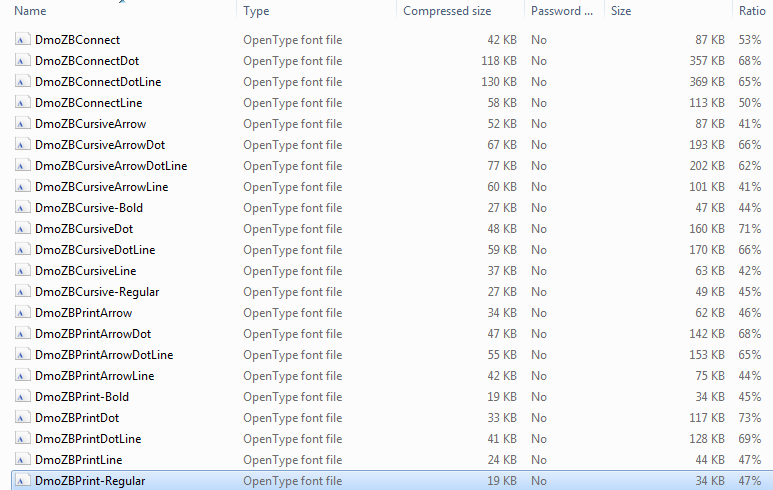 Name Type Compressed size Password ... Size Ratio
DmoZBConnect OpenType font file 42 KB No 87 KB 53%
DmoZBConnectDot OpenType font file 118 KB No 357 KB 68%
DmoZBConnectDotLine OpenType font file 130 KB No 369 KB 65%
DmoZBConnectLine OpenType font file 58 KB No 113 KB 50%
DmoZBCursiveArrow OpenType font file 52 KB No 87 KB 41%
DmoZBCursiveArrowDot OpenType font file 67 KB No 193 KB 66%
DmoZBCursiveArrowDotLine OpenType font file 77 KB No 202 KB 62%
DmoZBCursiveArrowLine OpenType font file 60 KB No 101 KB 41%
DmoZBCursive-Bold OpenType font file 27 KB No 47 KB 44%
DmoZBCursiveDot OpenType font file 48 KB No 160 KB 71%
DmoZBCursiveDotLine OpenType font file 59 KB No 170 KB 66%
DmoZBCursiveLine OpenType font file 37 KB No 63 KB 42%
DmoZBCursive-Regular OpenType font file 27 KB No 49 KB 45%
DmoZBPrintArrow OpenType font file 34 KB No 62 KB 46%
DmoZBPrintArrowDot OpenType font file 47 KB No 142 KB 68%
DmoZBPrintArrowDotLine OpenType font file 55 KB No 153 KB 65%
DmoZBPrintArrowLine OpenType font file 42 KB No 75 KB 44%
DmoZBPrint-Bold OpenType font file 19 KB No 34 KB 45%
DmoZBPrintDot OpenType font file 33 KB No 117 KB 73%
DmoZBPrintDotLine OpenType font file 41 KB No 128 KB 69%
DmoZBPrintLine OpenType font file 24 KB No 44 KB 47%
DmoZBPrint-Regular OpenType font file 19 KB No 34 KB 47%